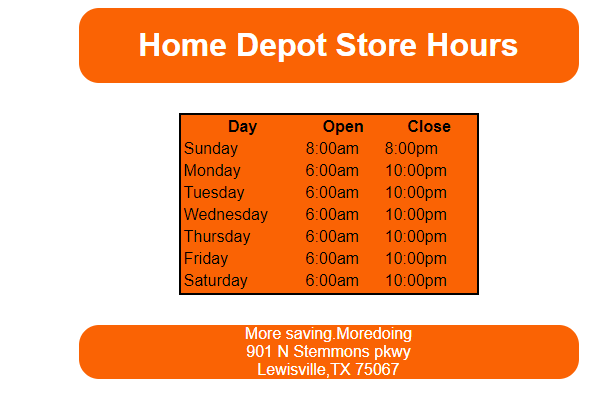 Home Depot Store Hours
Day Open Close
Sunday 8:00am 8:00pm
Monday 6:00am 10:00pm
Tuesday 6:00am 10:00pm
Wednesday 6:00am 10:00pm
Thursday 6:00am 10:00pm
Friday 6:00am 10:00pm
Saturday 6:00am 10:00pm
More saving.Moredoing
901 N Stemmons pkwy
Lewisville,TX 75067